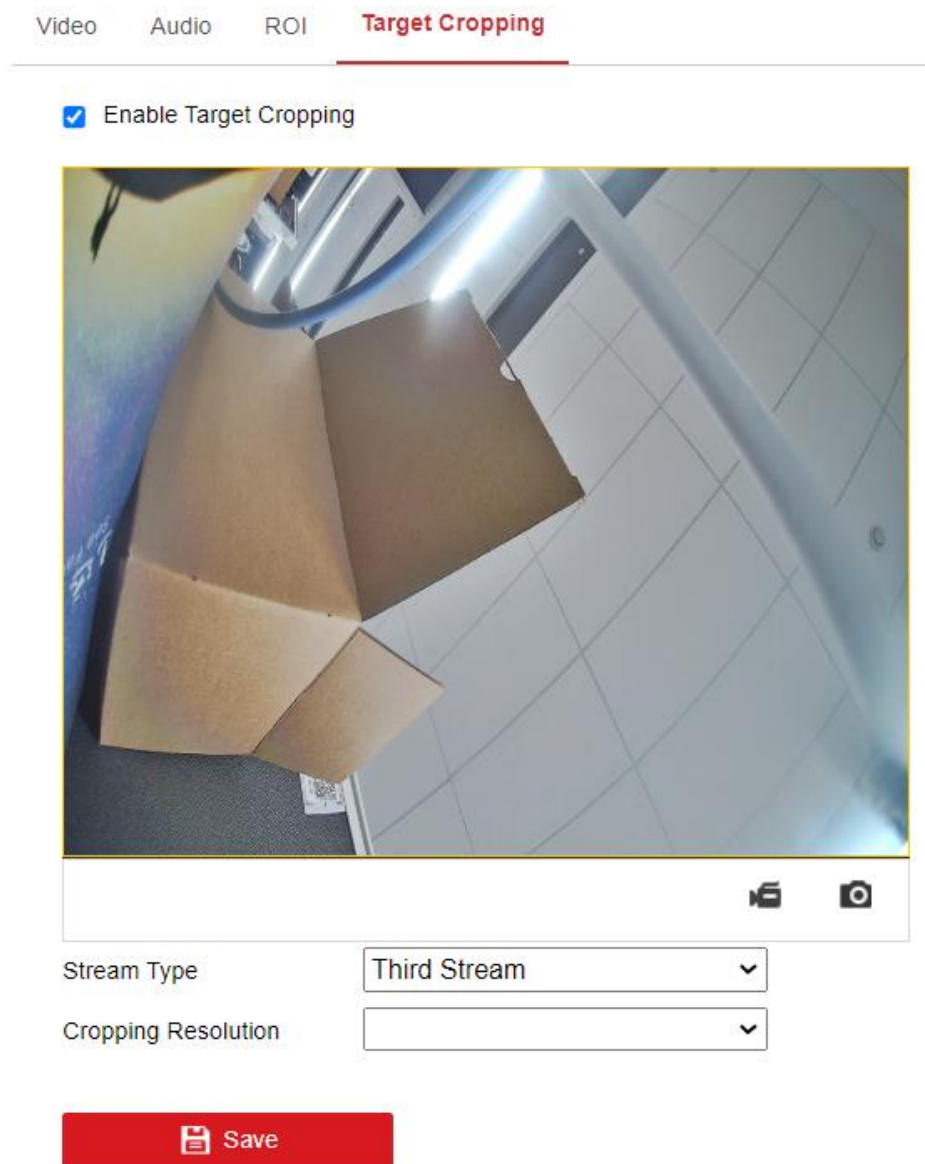 Video Audio ROI Target Cropping
Enable Target Cropping
Stream Type Third Stream
Cropping Resolution
Save